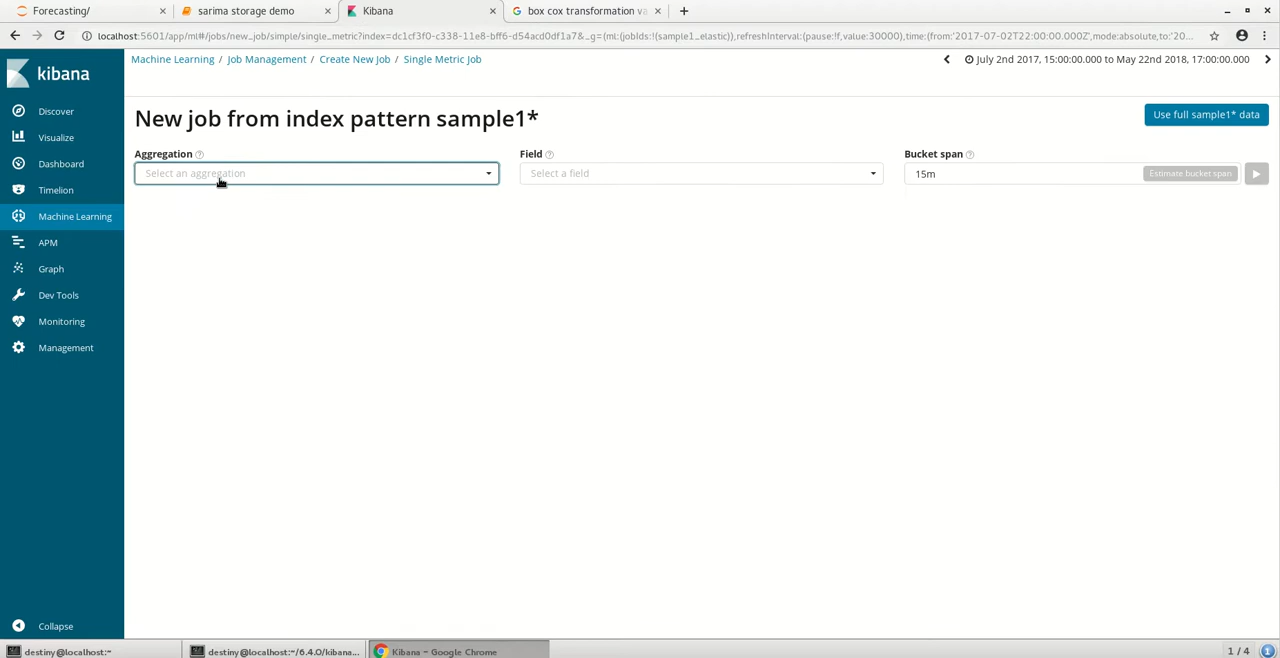 Forecasting/
sarima storage demo
Kibana
box cox transformation va
localhost:5601/app/ml#/jobs/new_job/simple/single_metric?index=dc1cf3f0-c338-11e8-bff6-d54acd0df1a7&_g=(ml:(jobIds:!(sample1_elastic)),refreshInterval:(pause:!f,value:30000),time:(from:'2017-07-02T22:00:00.000Z',mode:absolute,to:'20...
kibana
Machine Learning / Job Management / Create New Job / Single Metric Job
July 2nd 2017, 15:00:00.000 to May 22nd 2018, 17:00:00.000
Discover
Visualize
Dashboard
Timelion
Machine Learning
APM
Graph
Dev Tools
Monitoring
Management
Collapse
New job from index pattern sample1*
Use full sample1* data
Aggregation
Field
Bucket span
Select an aggregation
Select a field
15m
Estimate bucket span
destiny@localhost:~
destiny@localhost:~/6.4.0/kibana...
Kibana – Google Chrome
1 / 4
1